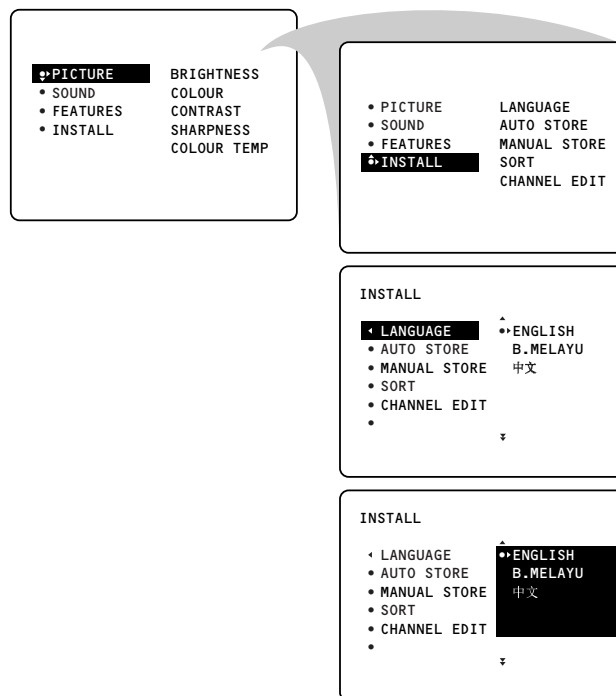 PICTURE BRIGHTNESS
SOUND COLOUR
FEATURES CONTRAST
INSTALL SHARPNESS
COLOUR TEMP
PICTURE LANGUAGE
SOUND AUTO STORE
FEATURES MANUAL STORE
INSTALL SORT
CHANNEL EDIT
INSTALL
LANGUAGE ENGLISH
AUTO STORE B.MELAYU
MANUAL STORE 中文
SORT
CHANNEL EDIT
INSTALL
LANGUAGE ENGLISH
AUTO STORE B.MELAYU
MANUAL STORE 中文
SORT
CHANNEL EDIT